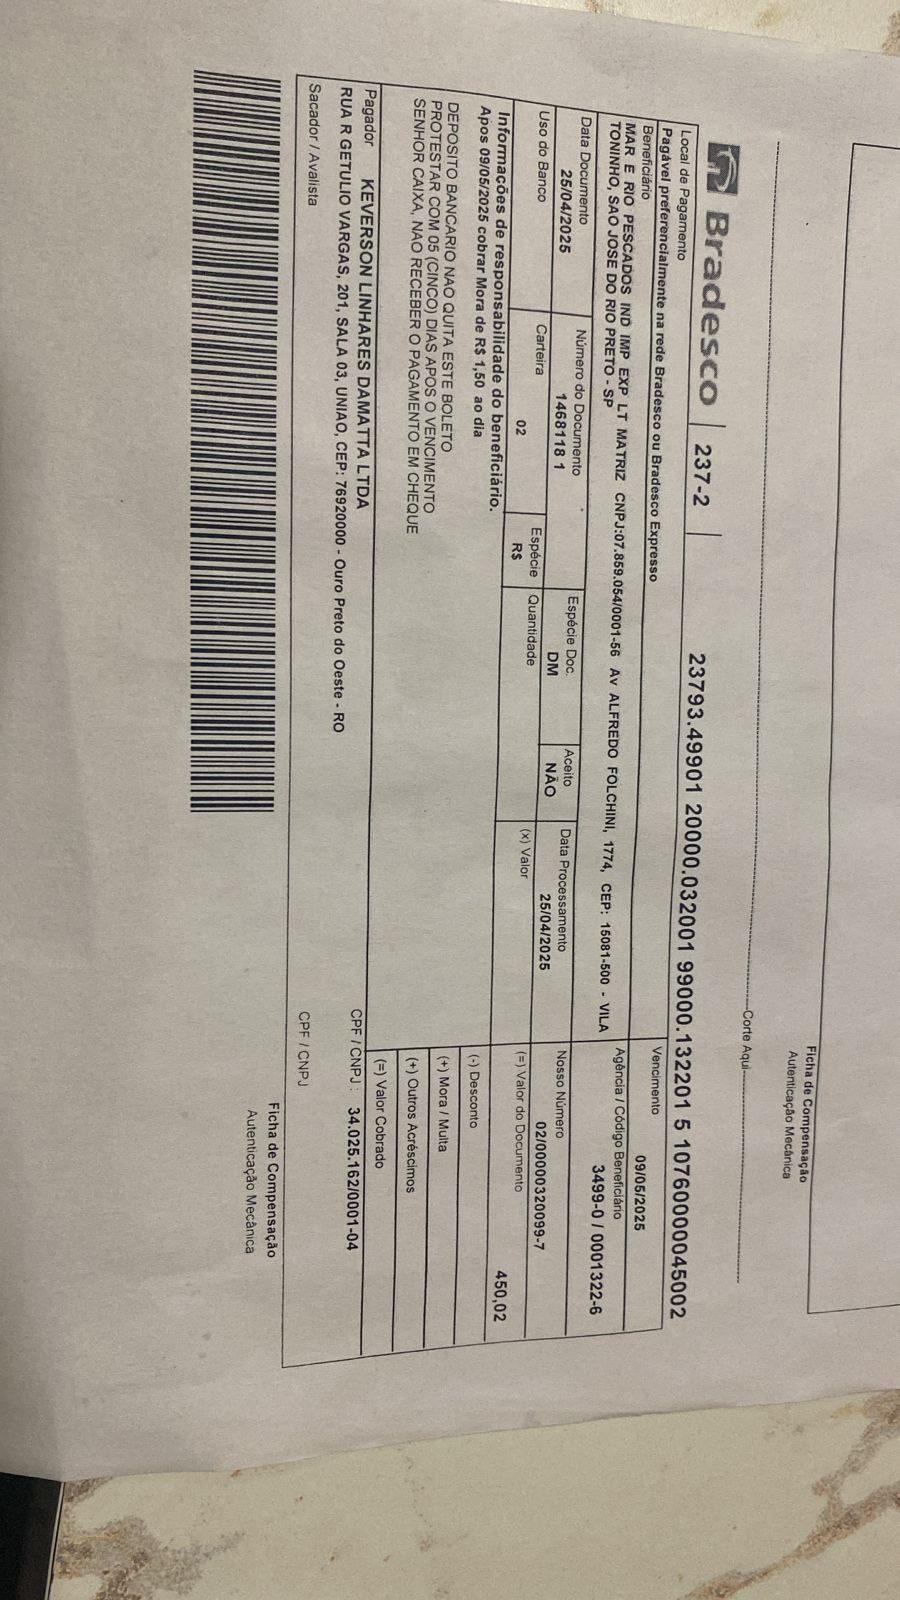 Ficha de Compensação
Autenticação Mecânica
Corte Aqui
Bradesco 237-2 23793.49901 20000.032001 99000.132201 5 10760000045002
Local de Pagamento
Pagável preferencialmente na rede Bradesco ou Bradesco Expresso
Vencimento
09/05/2025
Beneficiário
MAR E RIO PESCADOS IND IMP EXP LT MATRIZ CNPJ:07.859.054/0001-56 Av ALFREDO FOLCHINI, 1774, CEP: 15081-500 - VILA
TONINHO, SAO JOSE DO RIO PRETO - SP
Agência / Código Beneficiário
3499-0 / 0001322-6
Data Documento
25/04/2025
Número do Documento
1468118 1
Espécie Doc.
DM
Aceito
NÃO
Data Processamento
25/04/2025
Nosso Número
02/00000320099-7
Uso do Banco
Carteira
02
Espécie
R$
Quantidade
(x) Valor
(=) Valor do Documento
450,02
Informações de responsabilidade do beneficiário.
Apos 09/05/2025 cobrar Mora de R$ 1,50 ao dia
DEPOSITO BANCARIO NAO QUITA ESTE BOLETO
PROTESTAR COM 05 (CINCO) DIAS APOS O VENCIMENTO
SENHOR CAIXA, NAO RECEBER O PAGAMENTO EM CHEQUE
(-) Desconto
(+) Mora / Multa
(+) Outros Acréscimos
(=) Valor Cobrado
Pagador KEVERSON LINHARES DAMATTA LTDA CPF / CNPJ: 34.025.162/0001-04
RUA R GETULIO VARGAS, 201, SALA 03, UNIAO, CEP: 76920000 - Ouro Preto do Oeste - RO
Sacador / Avalista CPF / CNPJ
Ficha de Compensação
Autenticação Mecânica